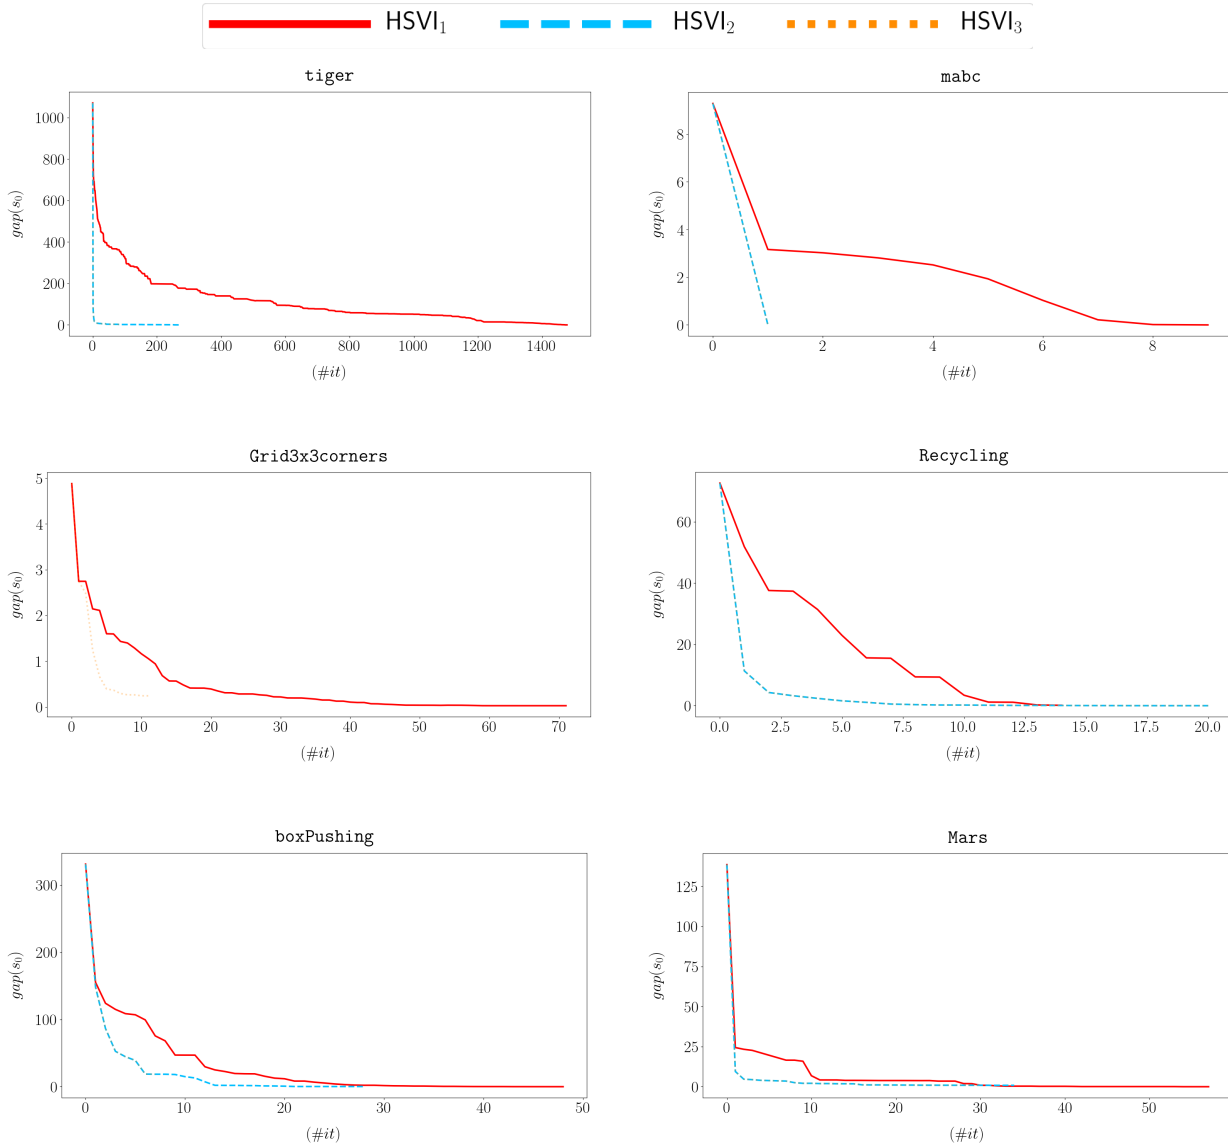 HSVI₁ HSVI₂ HSVI₃
tiger
1000
800
600
400
200
0
gap(s₀)
0 200 400 600 800 1000 1200 1400
(#it)
mabc
8
6
4
2
0
gap(s₀)
0 2 4 6 8
(#it)
Grid3x3corners
5
4
3
2
1
0
gap(s₀)
0 10 20 30 40 50 60 70
(#it)
Recycling
60
40
20
0
gap(s₀)
0.0 2.5 5.0 7.5 10.0 12.5 15.0 17.5 20.0
(#it)
boxPushing
300
200
100
0
gap(s₀)
0 10 20 30 40 50
(#it)
Mars
125
100
75
50
25
0
gap(s₀)
0 10 20 30 40 50
(#it)